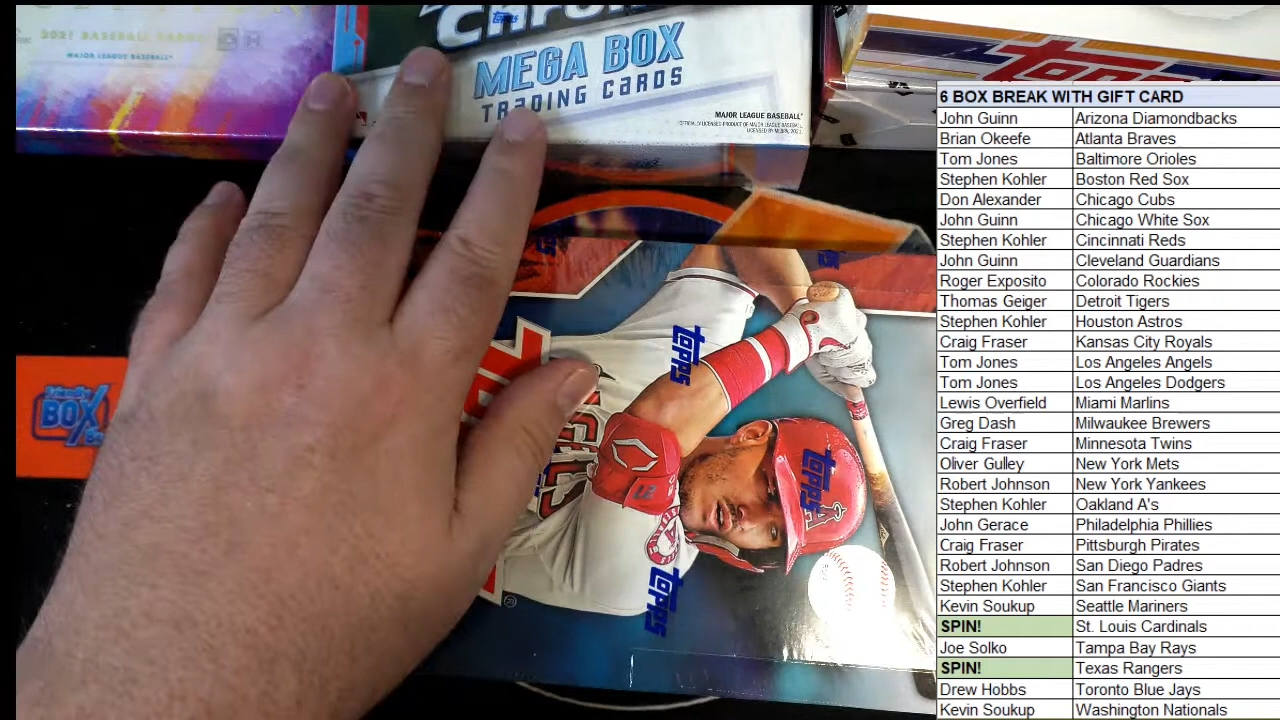 2021 BASEBALL CARDS
MAJOR LEAGUE BASEBALL
Topps
CHROME
MEGA BOX
TRADING CARDS
MAJOR LEAGUE BASEBALL
Topps
BOX
Topps
Topps
Topps
A
27
6 BOX BREAK WITH GIFT CARD
John Guinn Arizona Diamondbacks
Brian Okeefe Atlanta Braves
Tom Jones Baltimore Orioles
Stephen Kohler Boston Red Sox
Don Alexander Chicago Cubs
John Guinn Chicago White Sox
Stephen Kohler Cincinnati Reds
John Guinn Cleveland Guardians
Roger Exposito Colorado Rockies
Thomas Geiger Detroit Tigers
Stephen Kohler Houston Astros
Craig Fraser Kansas City Royals
Tom Jones Los Angeles Angels
Tom Jones Los Angeles Dodgers
Lewis Overfield Miami Marlins
Greg Dash Milwaukee Brewers
Craig Fraser Minnesota Twins
Oliver Gulley New York Mets
Robert Johnson New York Yankees
Stephen Kohler Oakland A's
John Gerace Philadelphia Phillies
Craig Fraser Pittsburgh Pirates
Robert Johnson San Diego Padres
Stephen Kohler San Francisco Giants
Kevin Soukup Seattle Mariners
SPIN! St. Louis Cardinals
Joe Solko Tampa Bay Rays
SPIN! Texas Rangers
Drew Hobbs Toronto Blue Jays
Kevin Soukup Washington Nationals